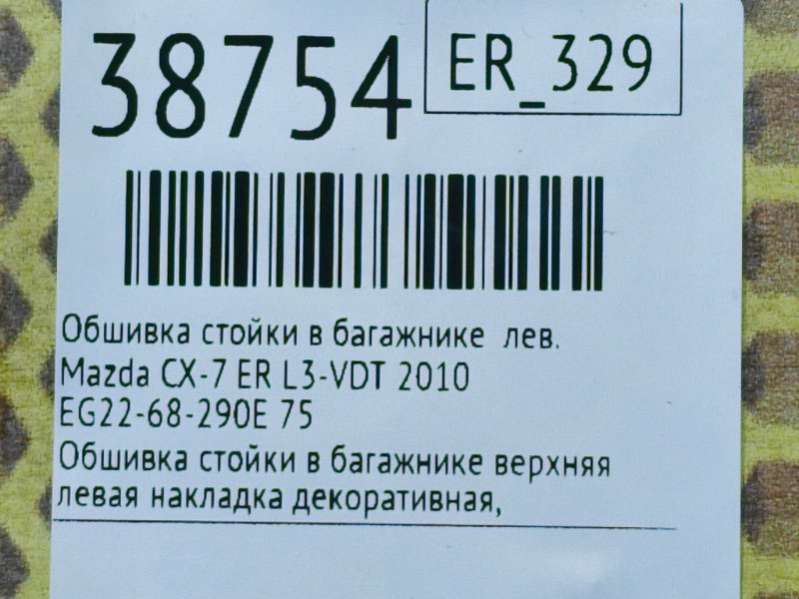 38754
ER_329
Обшивка стойки в багажнике лев.
Mazda CX-7 ER L3-VDT 2010
EG22-68-290E 75
Обшивка стойки в багажнике верхняя
левая накладка декоративная,